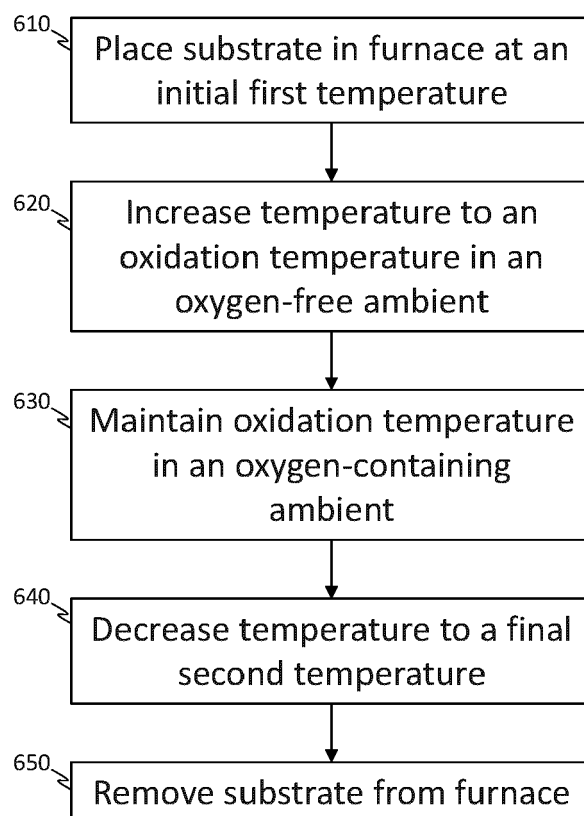 610
Place substrate in furnace at an
initial first temperature
620
Increase temperature to an
oxidation temperature in an
oxygen-free ambient
630
Maintain oxidation temperature
in an oxygen-containing
ambient
640
Decrease temperature to a final
second temperature
650
Remove substrate from furnace